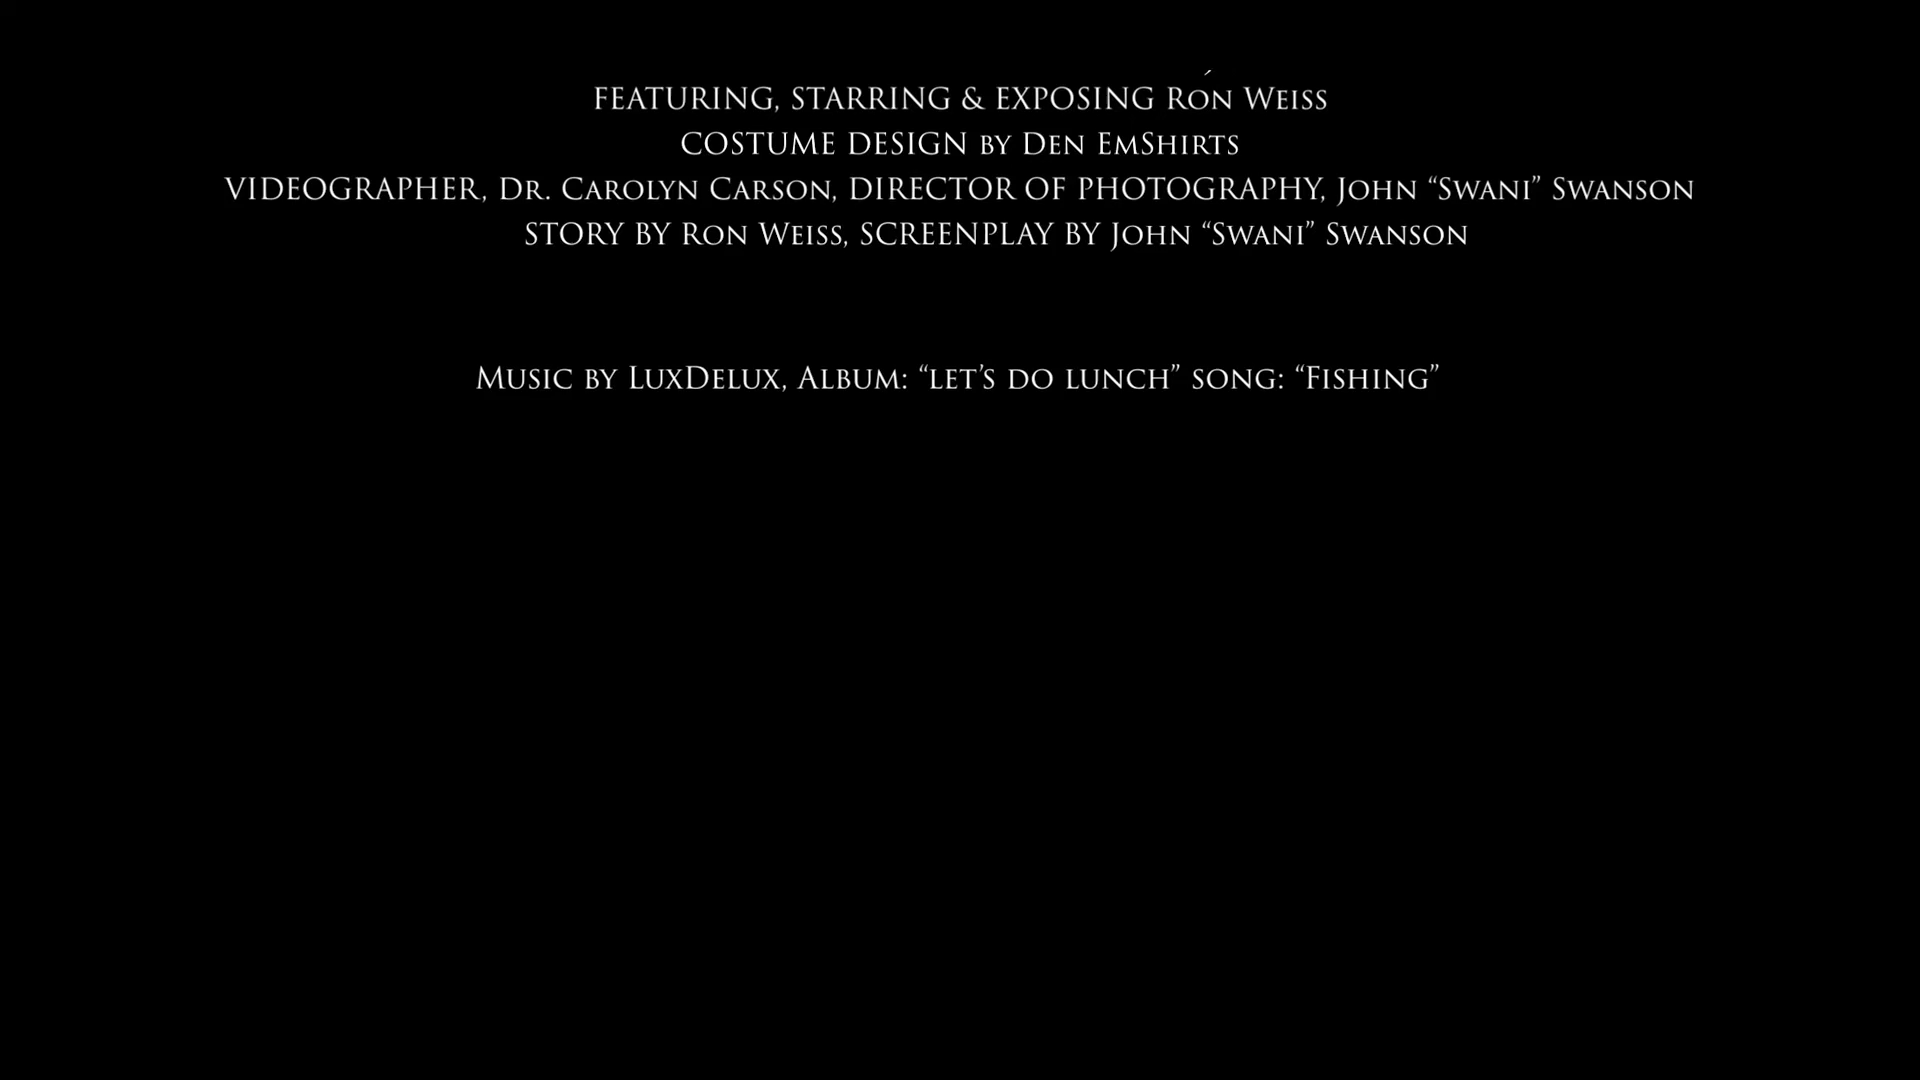 FEATURING, STARRING & EXPOSING Rón Weiss
COSTUME DESIGN by Den EmShirts
VIDEOGRAPHER, Dr. Carolyn Carson, DIRECTOR OF PHOTOGRAPHY, John “Swani” Swanson
STORY BY Ron Weiss, SCREENPLAY BY John “Swani” Swanson
Music by LuxDelux, Album: “let’s do lunch” song: “Fishing”